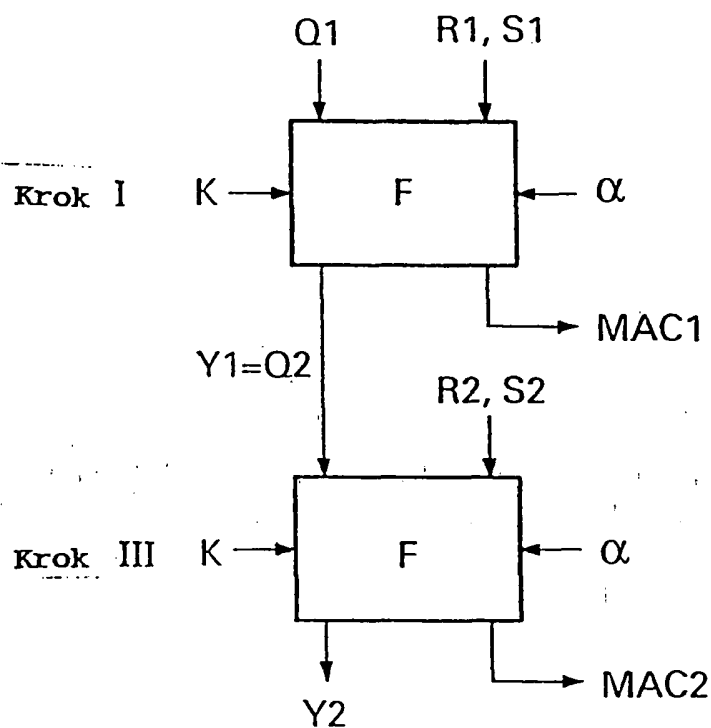 Q1 R1, S1
Krok I K F α
MAC1
Y1=Q2
R2, S2
Krok III K F α
MAC2
Y2